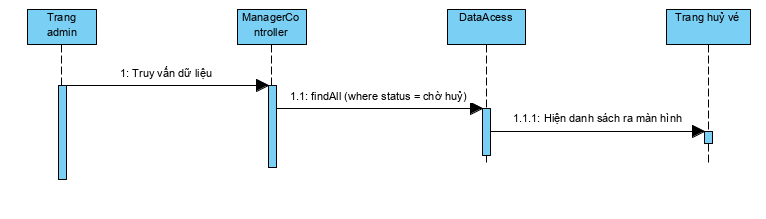 Trang
admin
ManagerCo
ntroller
DataAcess
Trang huỷ vé
1: Truy vấn dữ liệu
1.1: findAll (where status = chờ huỷ)
1.1.1: Hiện danh sách ra màn hình